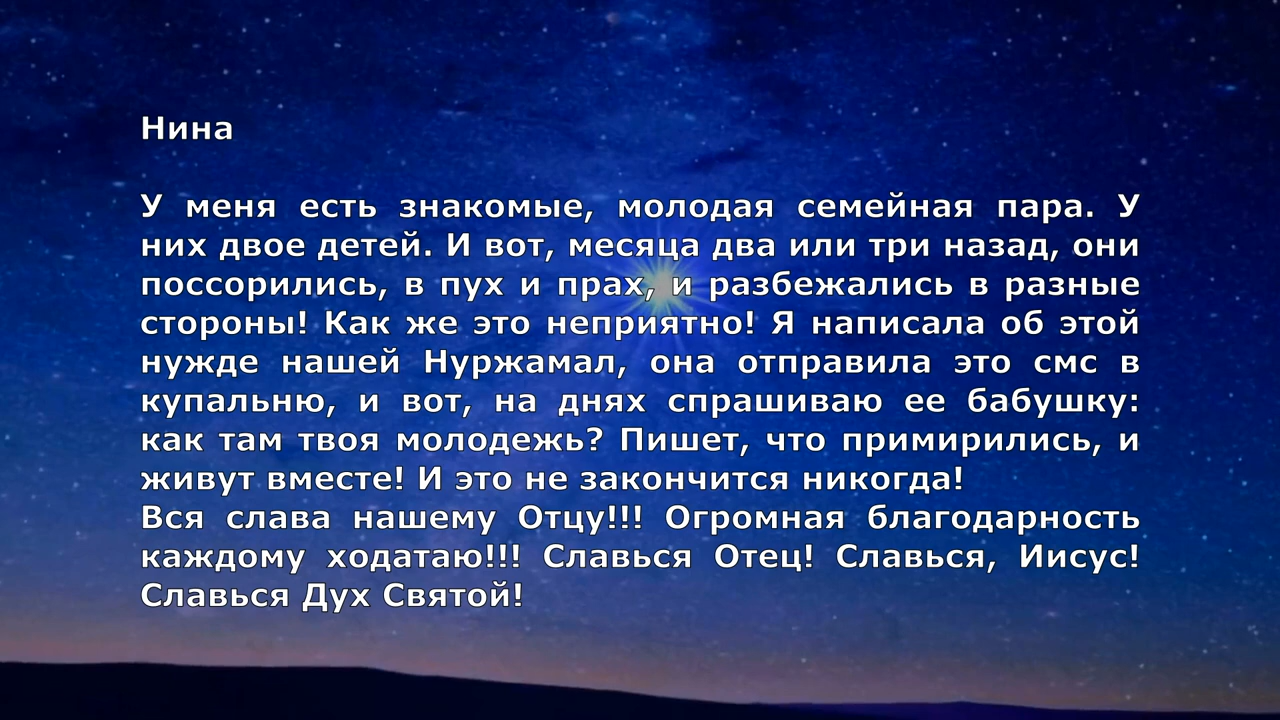 Нина
У меня есть знакомые, молодая семейная пара. У
них двое детей. И вот, месяца два или три назад, они
поссорились, в пух и прах, и разбежались в разные
стороны! Как же это неприятно! Я написала об этой
нужде нашей Нуржамал, она отправила это смс в
купальню, и вот, на днях спрашиваю ее бабушку:
как там твоя молодежь? Пишет, что примирились, и
живут вместе! И это не закончится никогда!
Вся слава нашему Отцу!!! Огромная благодарность
каждому ходатаю!!! Славься Отец! Славься, Иисус!
Славься Дух Святой!